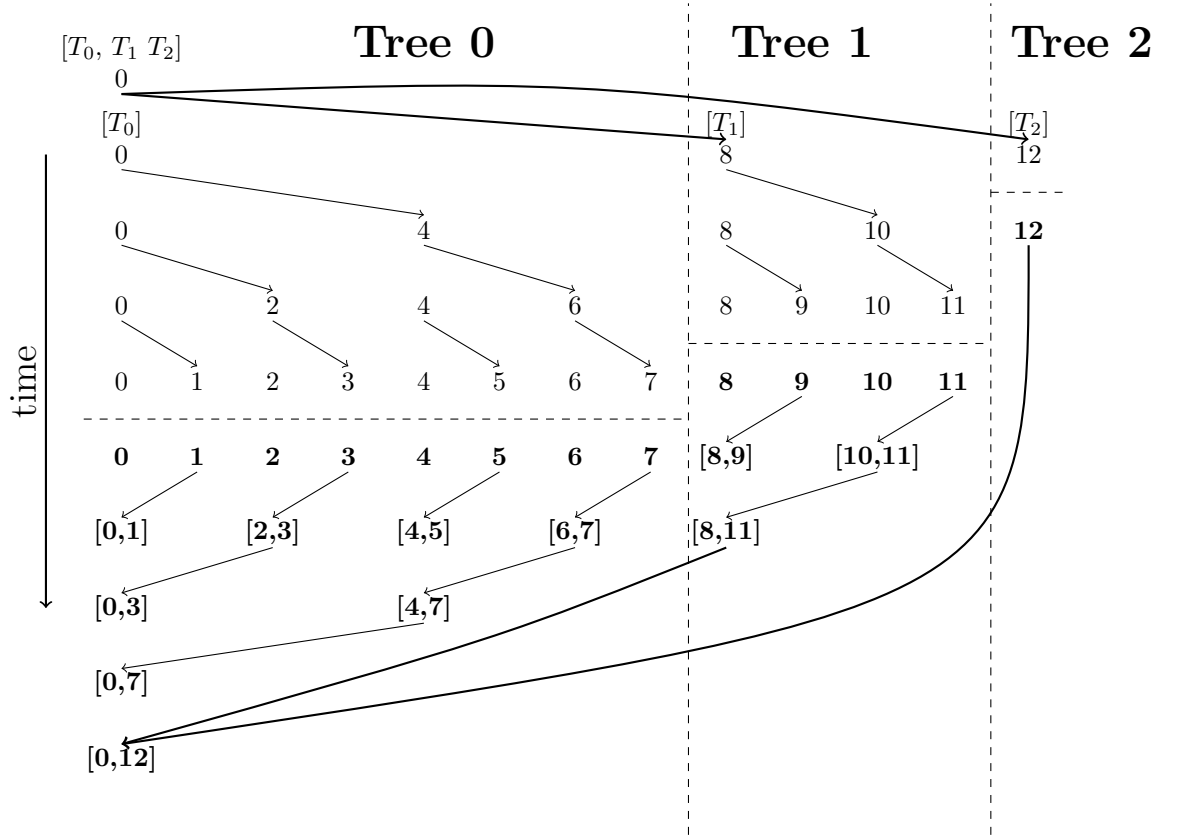 Tree 0 Tree 1 Tree 2
[T₀, T₁ T₂]
0
[T₀] [T₁] [T₂]
0 8 12
0 4 8 10 12
0 2 4 6 8 9 10 11
time
0 1 2 3 4 5 6 7 8 9 10 11
0 1 2 3 4 5 6 7 [8,9] [10,11]
[0,1] [2,3] [4,5] [6,7] [8,11]
[0,3] [4,7]
[0,7]
[0,12]